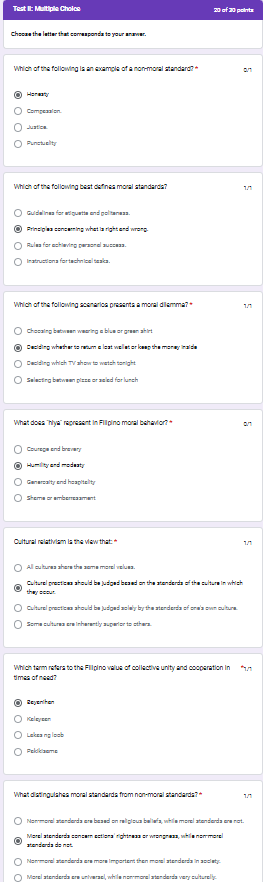 Test II: Multiple Choice
20 of 20 points
Choose the letter that corresponds to your answer.
Which of the following is an example of a non-moral standard? *
0/1
Honesty
Compassion.
Justice.
Punctuality
Which of the following best defines moral standards?
1/1
Guidelines for etiquette and politeness.
Principles concerning what is right and wrong.
Rules for achieving personal success.
Instructions for technical tasks.
Which of the following scenarios presents a moral dilemma? *
1/1
Choosing between wearing a blue or green shirt
Deciding whether to return a lost wallet or keep the money inside
Deciding which TV show to watch tonight
Selecting between pizza or salad for lunch
What does "hiya" represent in Filipino moral behavior? *
0/1
Courage and bravery
Humility and modesty
Generosity and hospitality
Shame or embarrassment
Cultural relativism is the view that: *
1/1
All cultures share the same moral values.
Cultural practices should be judged based on the standards of the culture in which
they occur.
Cultural practices should be judged solely by the standards of one's own culture.
Some cultures are inherently superior to others.
Which term refers to the Filipino value of collective unity and cooperation in
times of need?
*1/1
Bayanihan
Kalayaan
Lakas ng loob
Pakikisama
What distinguishes moral standards from non-moral standards? *
1/1
Nonmoral standards are based on religious beliefs, while moral standards are not.
Moral standards concern actions' rightness or wrongness, while non-moral
standards do not.
Nonmoral standards are more important than moral standards in society.
Moral standards are universal, while non-moral standards vary culturally.